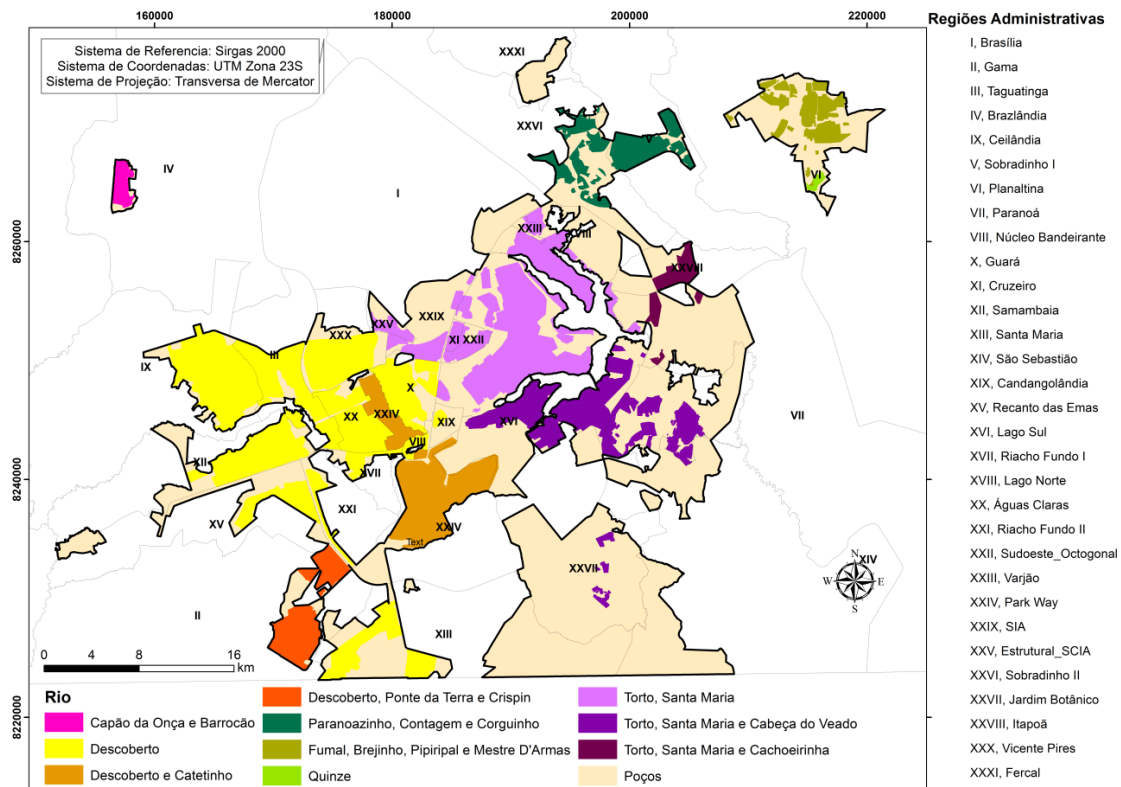 160000
180000
200000
220000
Regiões Administrativas
Sistema de Referencia: Sirgas 2000
Sistema de Coordenadas: UTM Zona 23S
Sistema de Projeção: Transversa de Mercator
I, Brasília
II, Gama
III, Taguatinga
IV, Brazlândia
IX, Ceilândia
V, Sobradinho I
VI, Planaltina
VII, Paranoá
VIII, Núcleo Bandeirante
X, Guará
XI, Cruzeiro
XII, Samambaia
XIII, Santa Maria
XIV, São Sebastião
XIX, Candangolândia
XV, Recanto das Emas
XVI, Lago Sul
XVII, Riacho Fundo I
XVIII, Lago Norte
XX, Águas Claras
XXI, Riacho Fundo II
XXII, Sudoeste_Octogonal
XXIII, Varjão
XXIV, Park Way
XXIX, SIA
XXV, Estrutural_SCIA
XXVI, Sobradinho II
XXVII, Jardim Botânico
XXVIII, Itapoã
XXX, Vicente Pires
XXXI, Fercal
8260000
8240000
8220000
XXXI
XXVI
V
IV
VI
I
XXIII
XVIII
XXVIII
XXIX
XXV
XXX
XI
XXII
III
IX
X
VII
XX
XXIV
XIX
XVI
VIII
XII
XVII
XXI
XV
XXIV
Text
XXVII
XIV
N
W
E
S
II
XIII
0
4
8
16
km
Rio
Capão da Onça e Barrocão
Descoberto
Descoberto e Catetinho
Descoberto, Ponte da Terra e Crispin
Paranoazinho, Contagem e Corguinho
Fumal, Brejinho, Pipiripal e Mestre D'Armas
Quinze
Torto, Santa Maria
Torto, Santa Maria e Cabeça do Veado
Torto, Santa Maria e Cachoeirinha
Poços